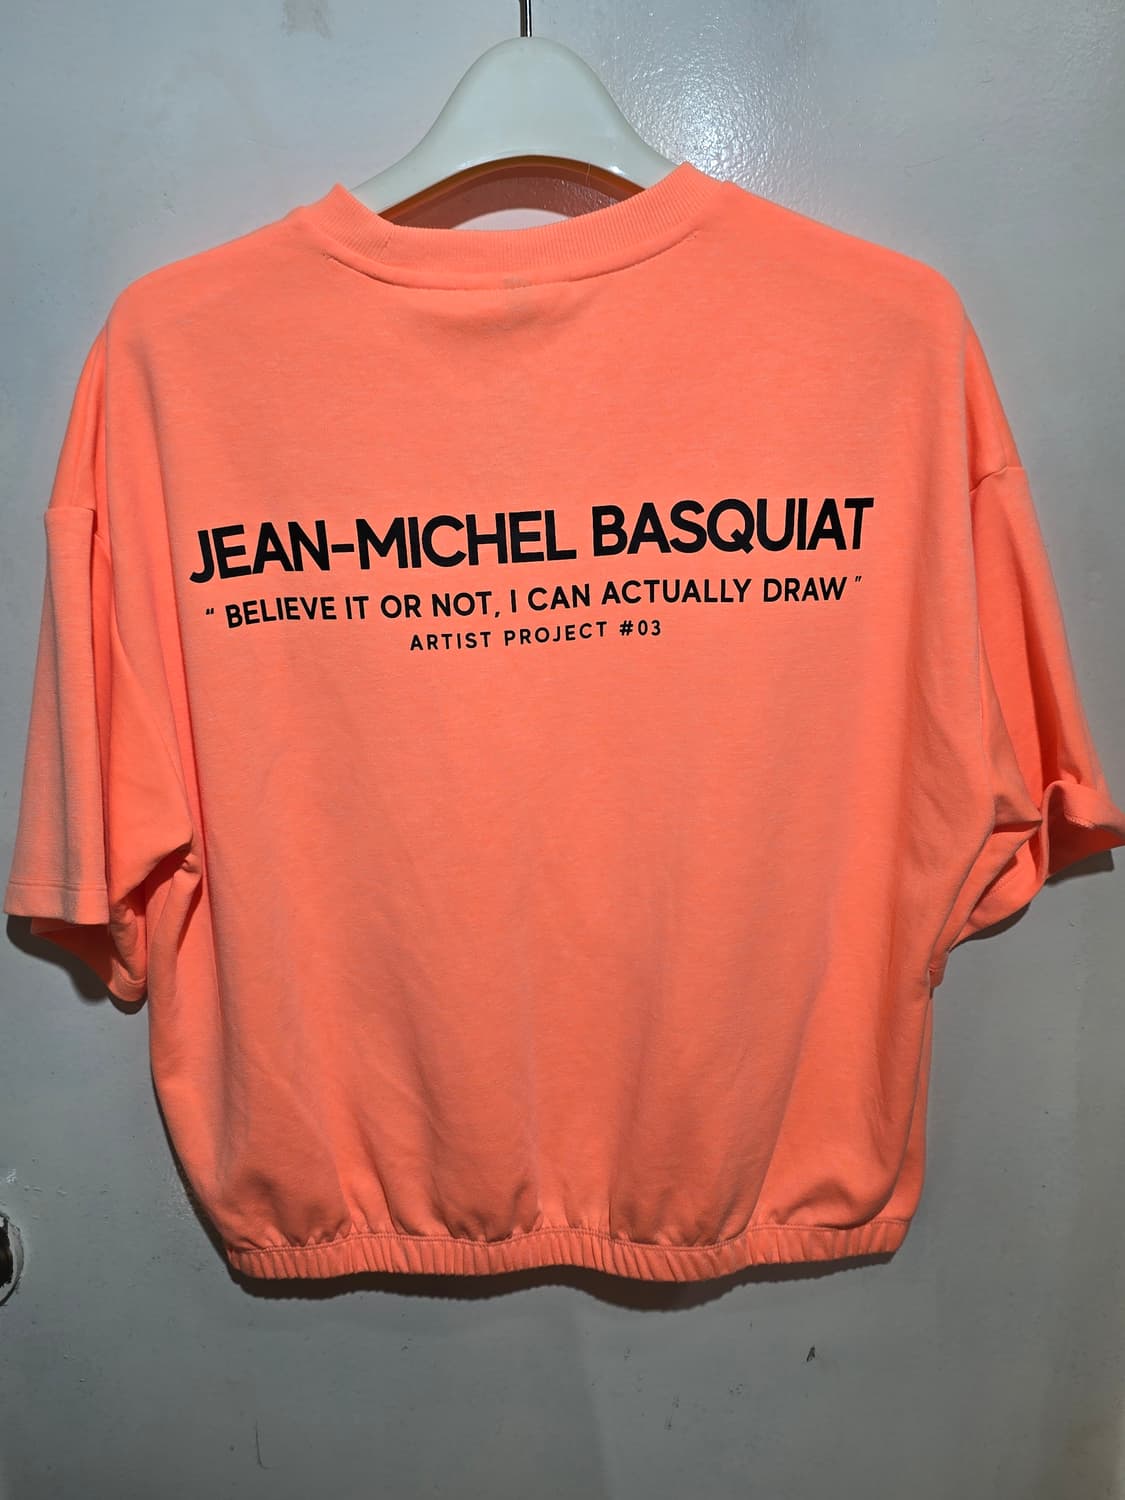 JEAN-MICHEL BASQUIAT
“ BELIEVE IT OR NOT, I CAN ACTUALLY DRAW ”
ARTIST PROJECT #03